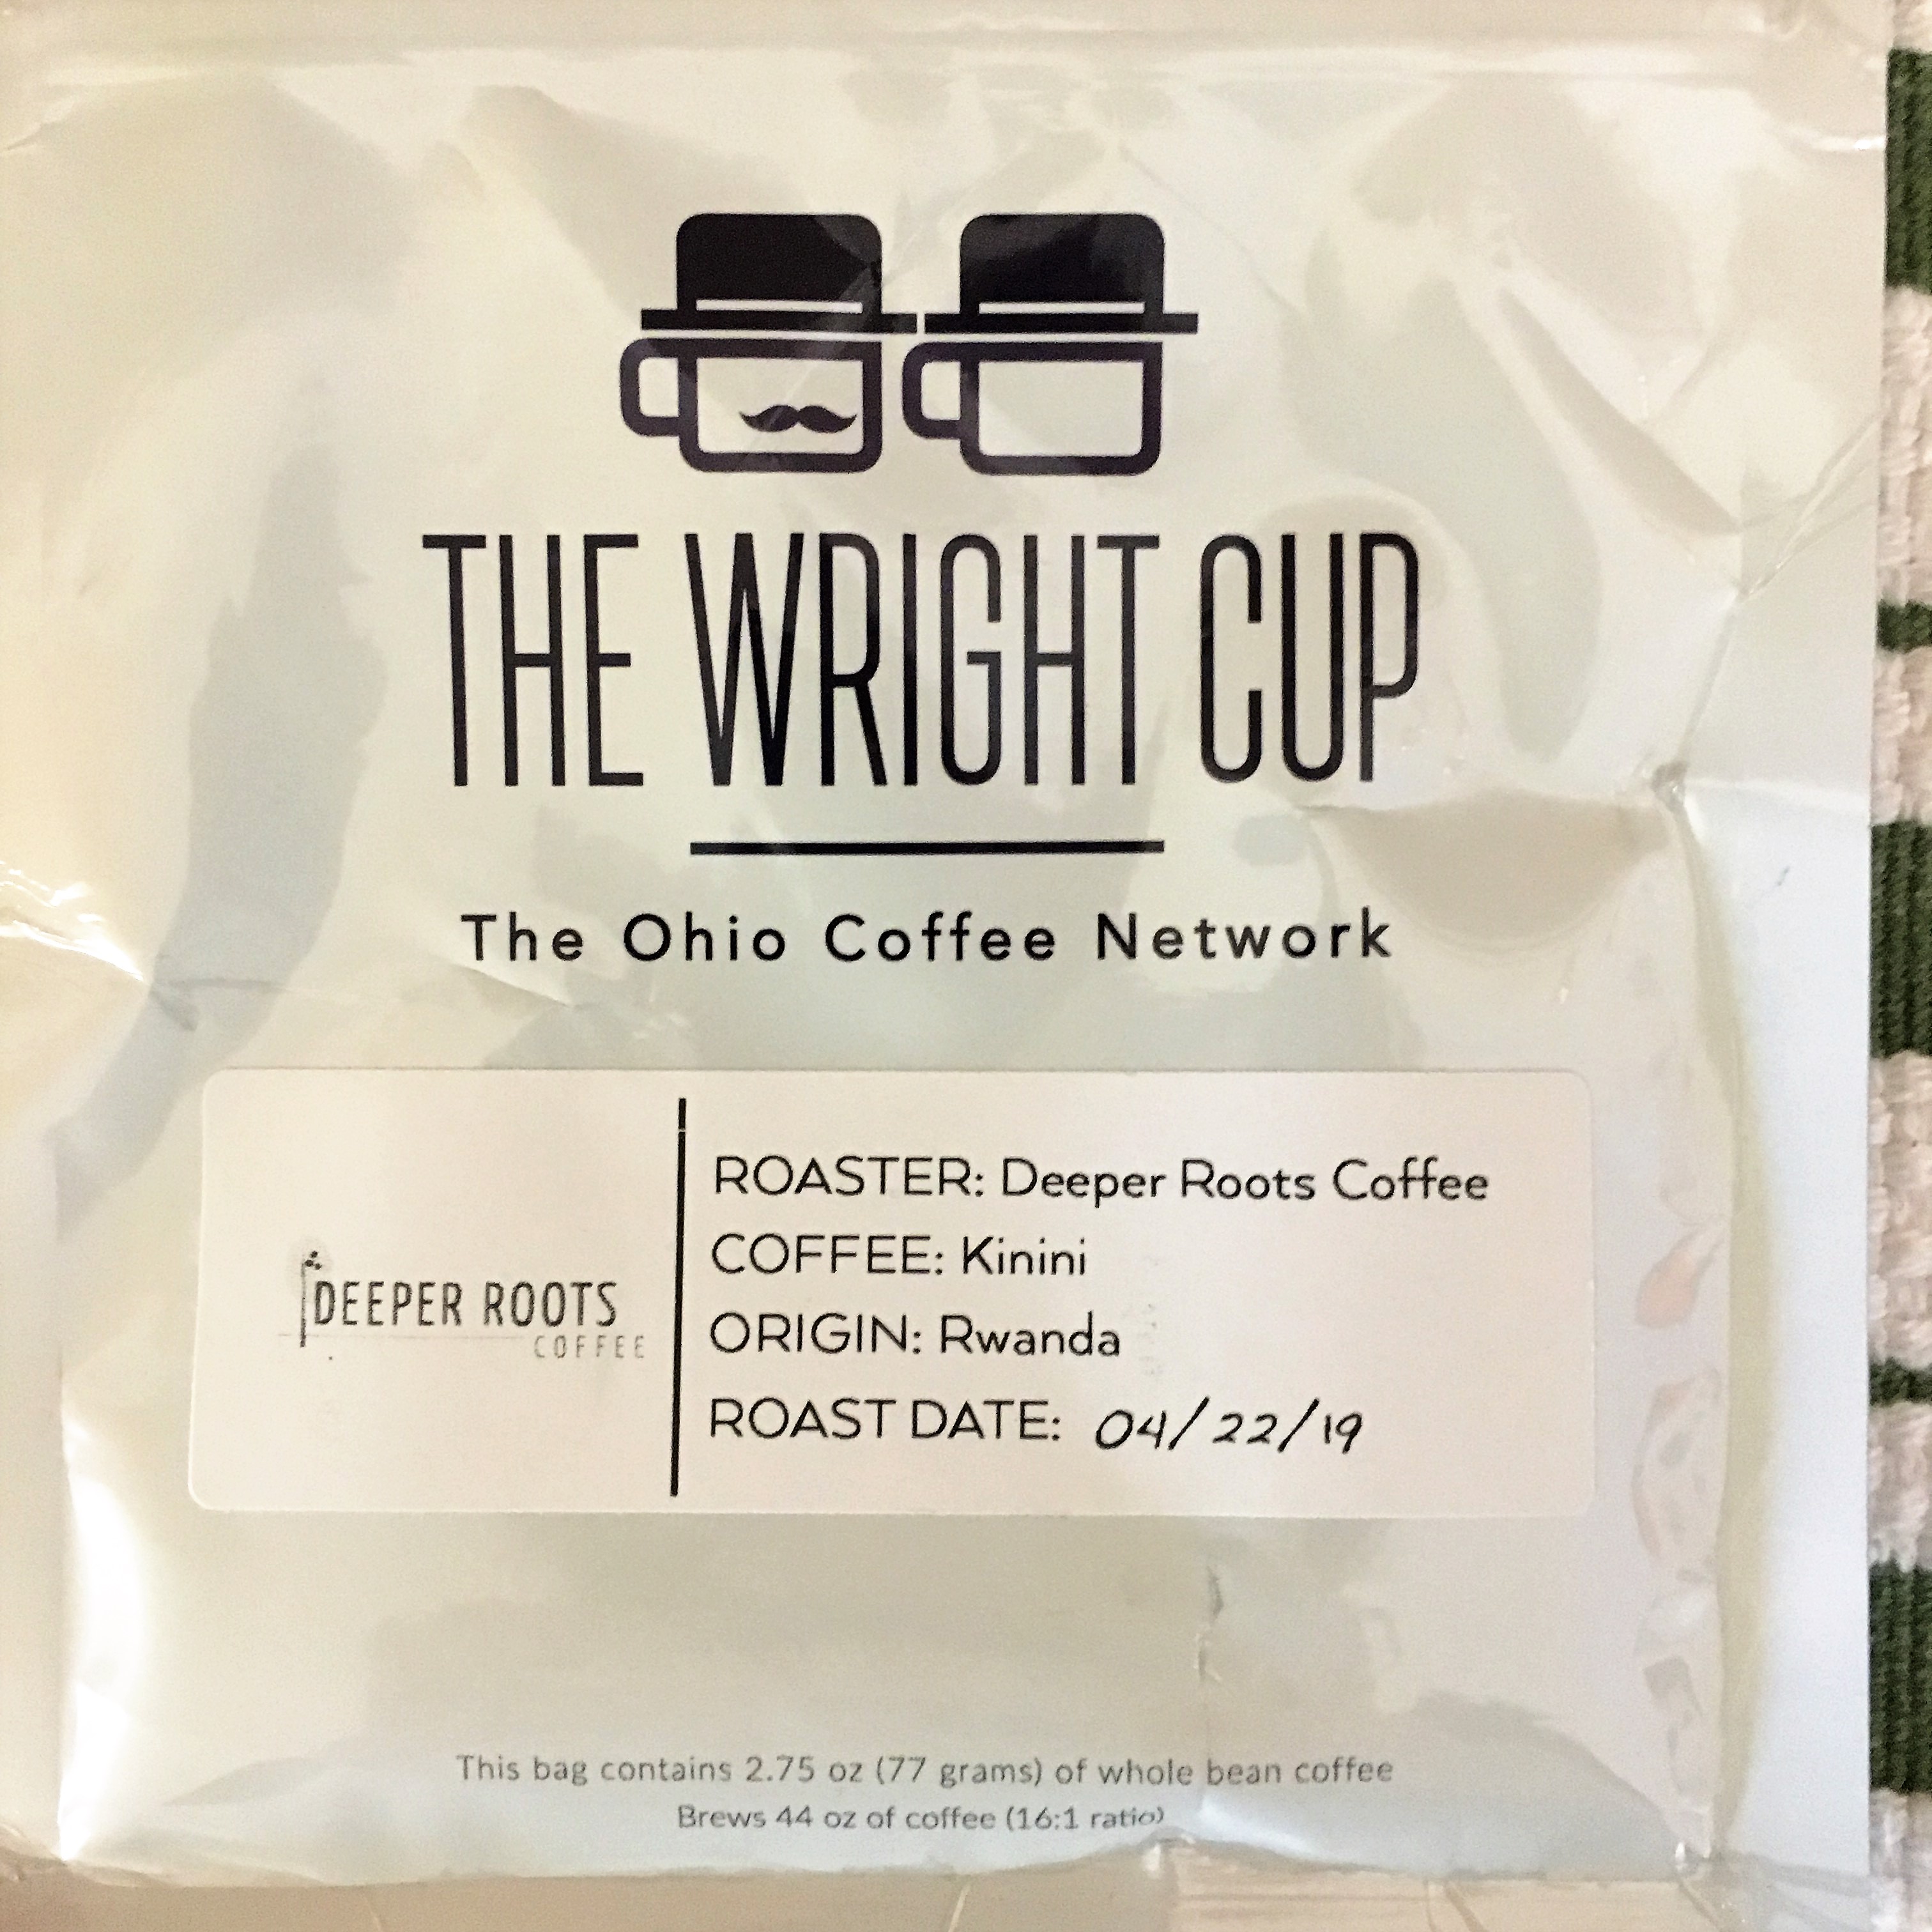 THE WRIGHT CUP
The Ohio Coffee Network
DEEPER ROOTS
COFFEE
ROASTER: Deeper Roots Coffee
COFFEE: Kinini
ORIGIN: Rwanda
ROAST DATE: 04/22/19
This bag contains 2.75 oz (77 grams) of whole bean coffee
Brews 44 oz of coffee (16:1 ratio)